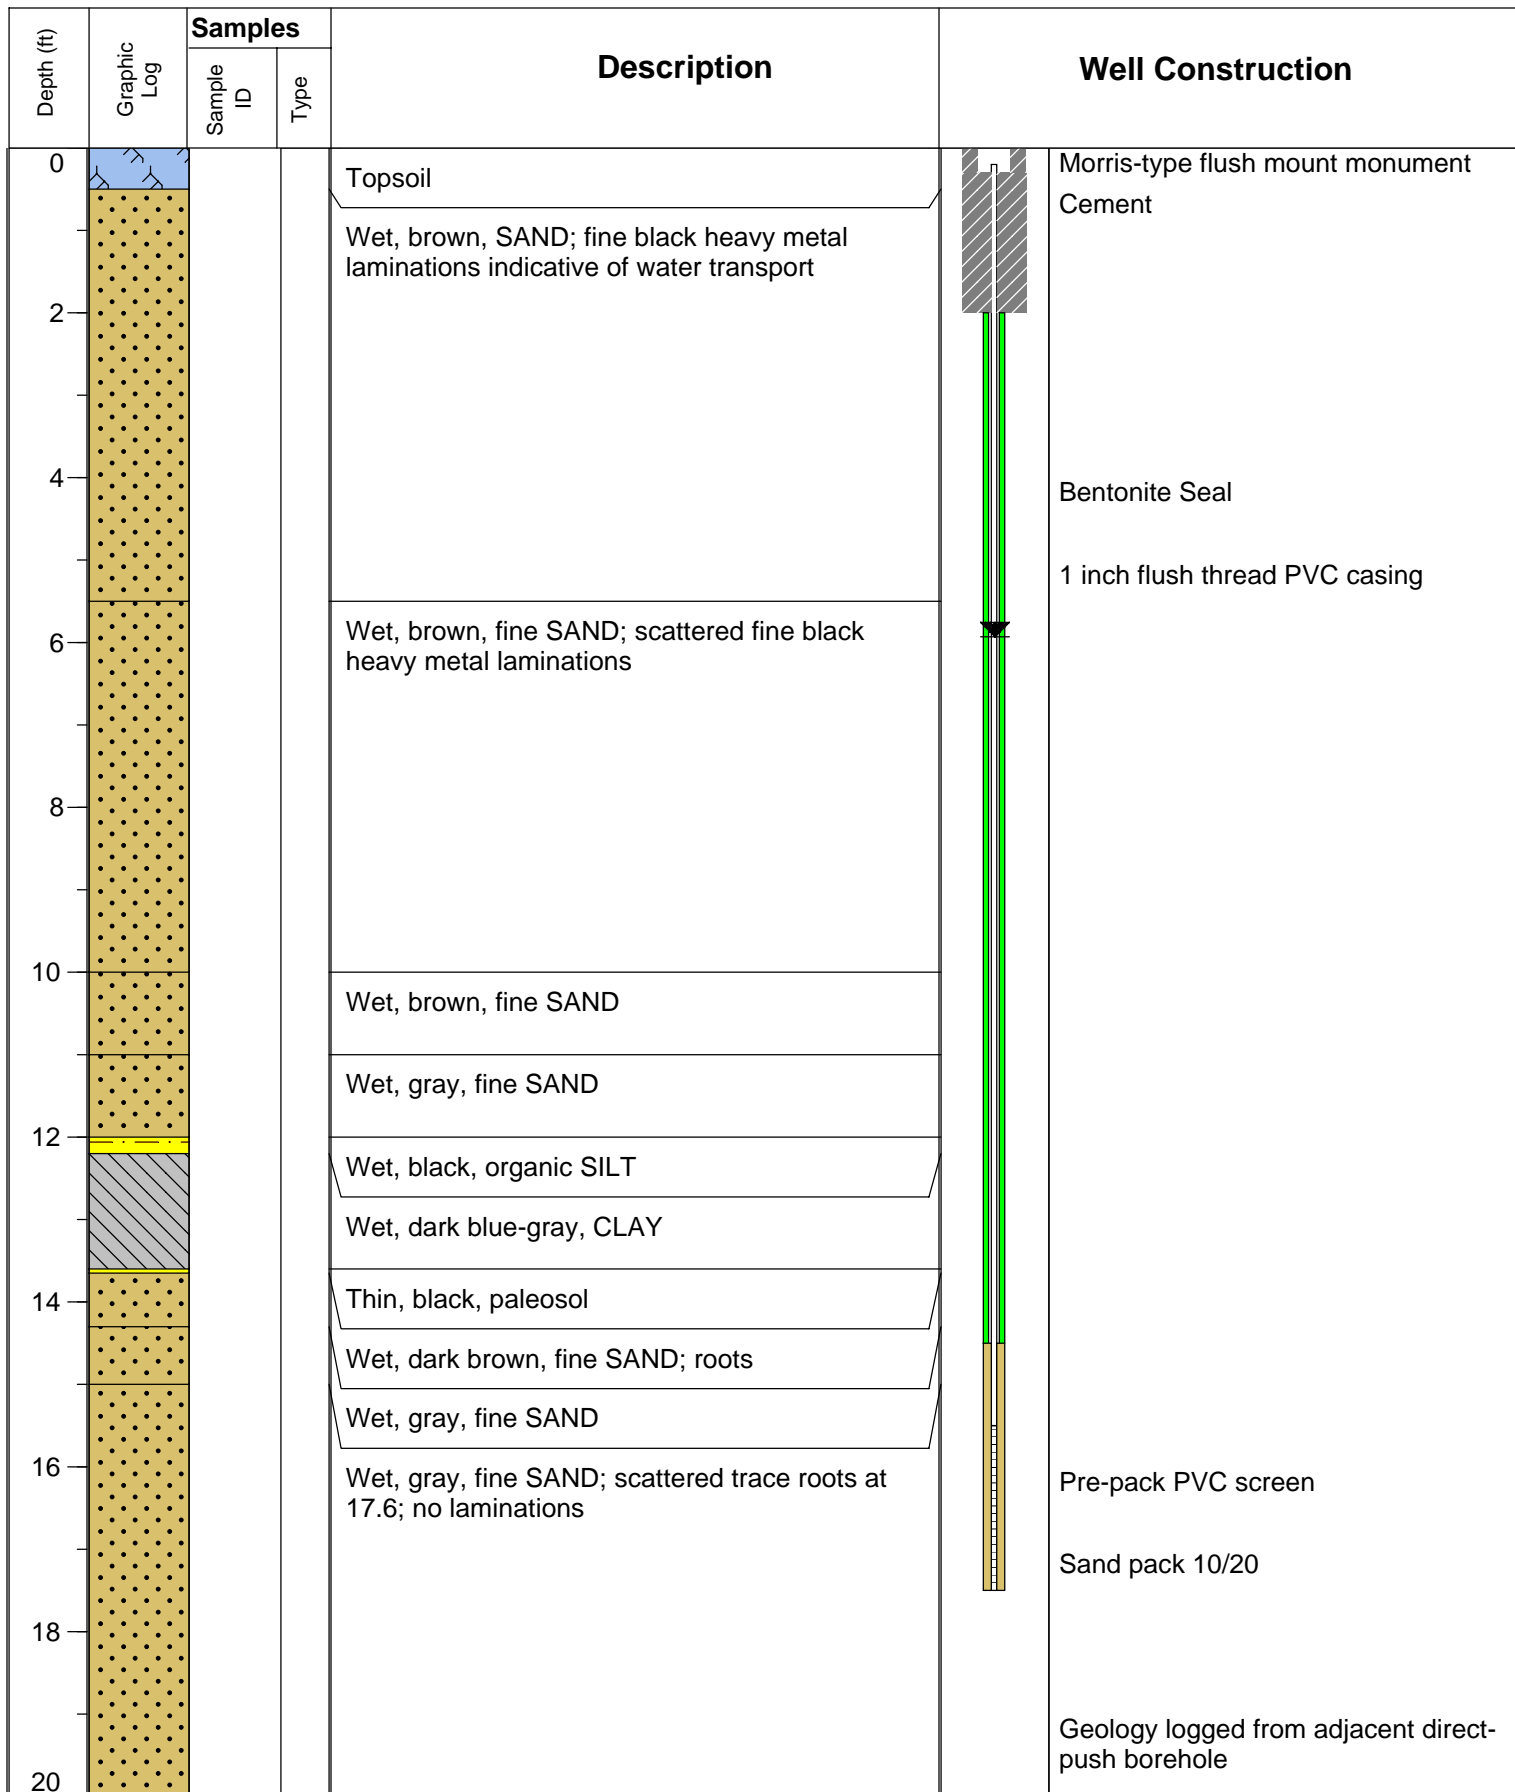 Depth (ft)
Graphic
Log
Samples
Sample
ID
Type
Description
Well Construction
0
Topsoil
Morris-type flush mount monument
Cement
Wet, brown, SAND; fine black heavy metal
laminations indicative of water transport
2
4
Bentonite Seal
1 inch flush thread PVC casing
Wet, brown, fine SAND; scattered fine black
heavy metal laminations
6
8
10
Wet, brown, fine SAND
Wet, gray, fine SAND
12
Wet, black, organic SILT
Wet, dark blue-gray, CLAY
14
Thin, black, paleosol
Wet, dark brown, fine SAND; roots
Wet, gray, fine SAND
16
Wet, gray, fine SAND; scattered trace roots at
17.6; no laminations
Pre-pack PVC screen
Sand pack 10/20
18
Geology logged from adjacent direct-
push borehole
20